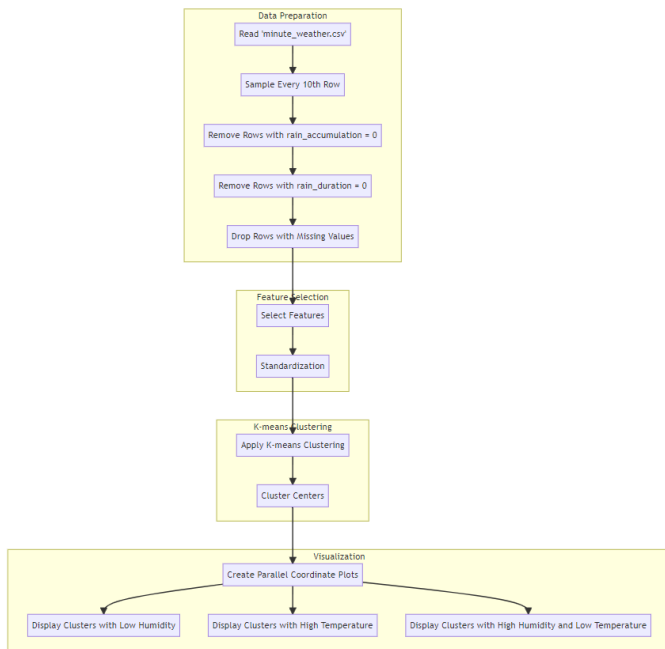 Data Preparation
Read 'minute_weather.csv'
Sample Every 10th Row
Remove Rows with rain_accumulation = 0
Remove Rows with rain_duration = 0
Drop Rows with Missing Values
Feature Selection
Select Features
Standardization
K-means Clustering
Apply K-means Clustering
Cluster Centers
Visualization
Create Parallel Coordinate Plots
Display Clusters with Low Humidity
Display Clusters with High Temperature
Display Clusters with High Humidity and Low Temperature